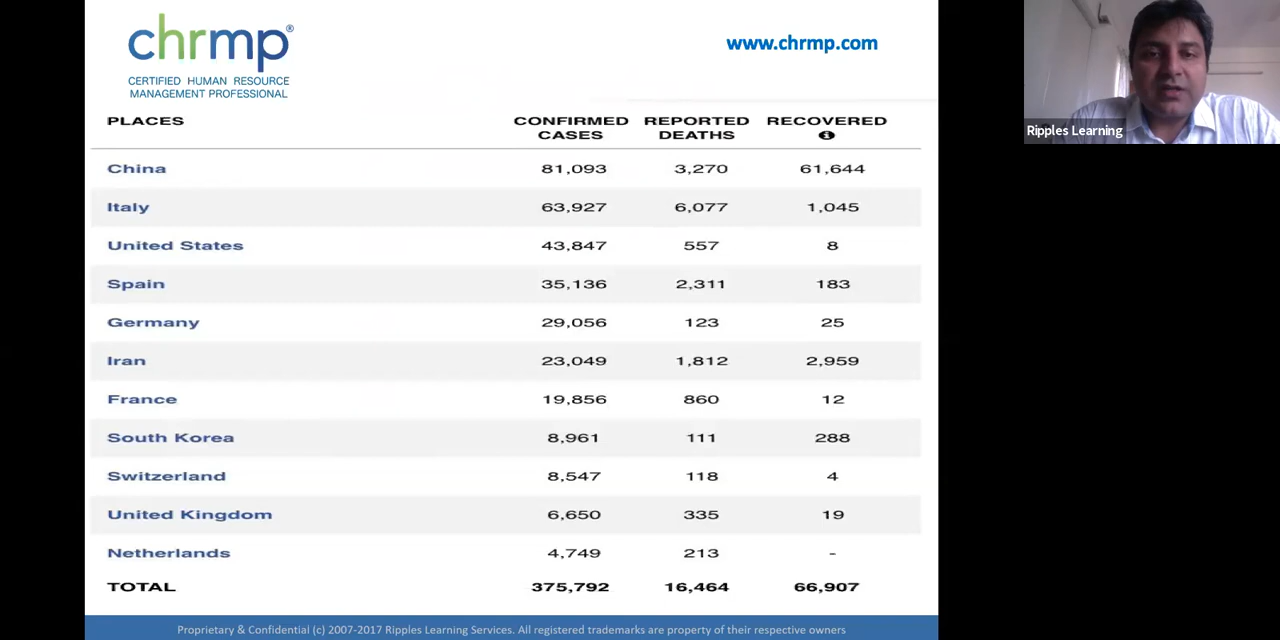 chrmp®
CERTIFIED HUMAN RESOURCE
MANAGEMENT PROFESSIONAL
www.chrmp.com
Ripples Learning
PLACES CONFIRMED CASES REPORTED DEATHS RECOVERED
China 81,093 3,270 61,644
Italy 63,927 6,077 1,045
United States 43,847 557 8
Spain 35,136 2,311 183
Germany 29,056 123 25
Iran 23,049 1,812 2,959
France 19,856 860 12
South Korea 8,961 111 288
Switzerland 8,547 118 4
United Kingdom 6,650 335 19
Netherlands 4,749 213 -
TOTAL 375,792 16,464 66,907
Proprietary & Confidential (c) 2007-2017 Ripples Learning Services. All registered trademarks are property of their respective owners